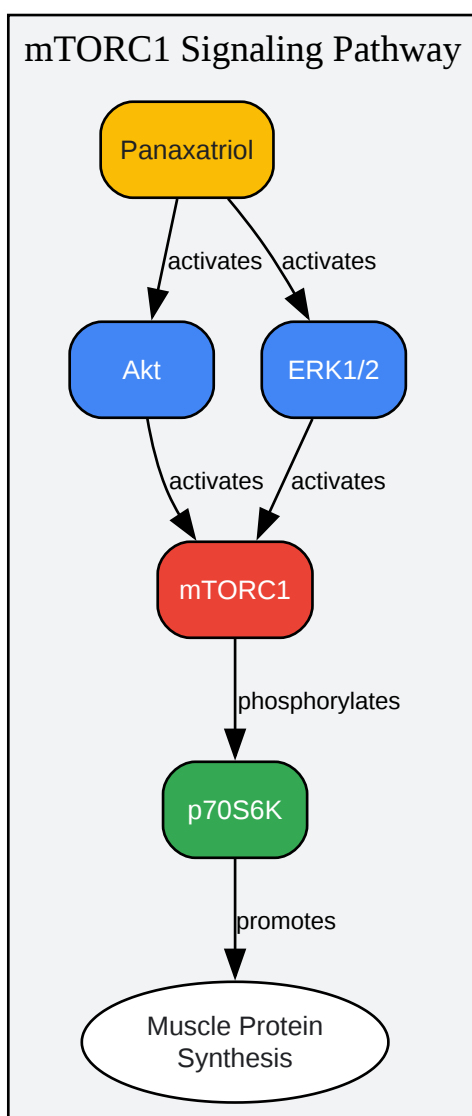 mTORC1 Signaling Pathway
Panaxatriol
activates
activates
Akt
ERK1/2
activates
activates
mTORC1
phosphorylates
p70S6K
promotes
Muscle Protein
Synthesis